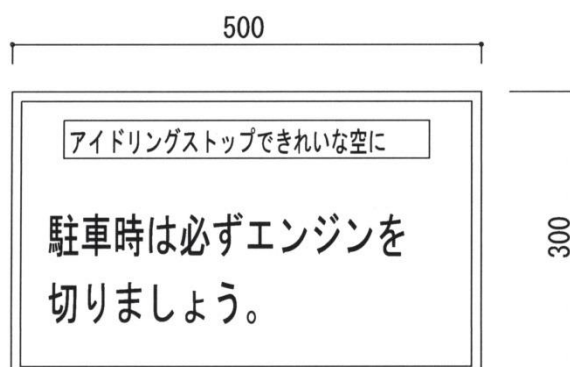 500
アイドリングストップできれいな空に
駐車時は必ずエンジンを
切りましょう。
300